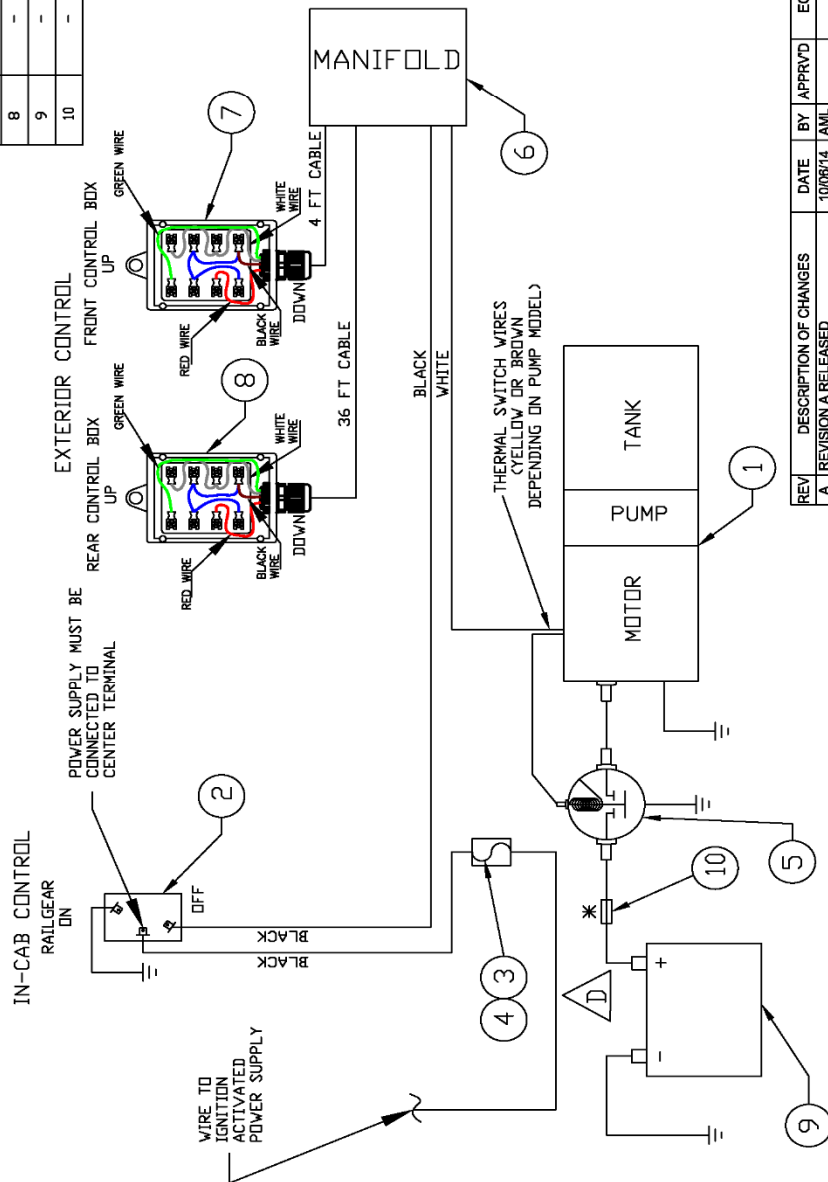 8 - -
9 - -
10 - -
IN-CAB CONTROL
RAILGEAR
ON
OFF
POWER SUPPLY MUST BE
CONNECTED TO
CENTER TERMINAL
2
BLACK
BLACK
WIRE TO
IGNITION
ACTIVATED
POWER SUPPLY
3
4
D
EXTERIOR CONTROL
REAR CONTROL BOX
UP
GREEN WIRE
RED WIRE
BLACK
WIRE
WHITE
WIRE
DOWN
8
FRONT CONTROL BOX
UP
GREEN WIRE
RED WIRE
BLACK
WIRE
WHITE
WIRE
DOWN
7
4 FT CABLE
36 FT CABLE
MANIFOLD
6
BLACK
WHITE
THERMAL SWITCH WIRES
(YELLOW OR BROWN
DEPENDING ON PUMP MODEL)
MOTOR
PUMP
TANK
1
5
*
10
+
-
9
REV DESCRIPTION OF CHANGES DATE BY APPRV'D
A REVISION A RELEASED 10/06/14 AML